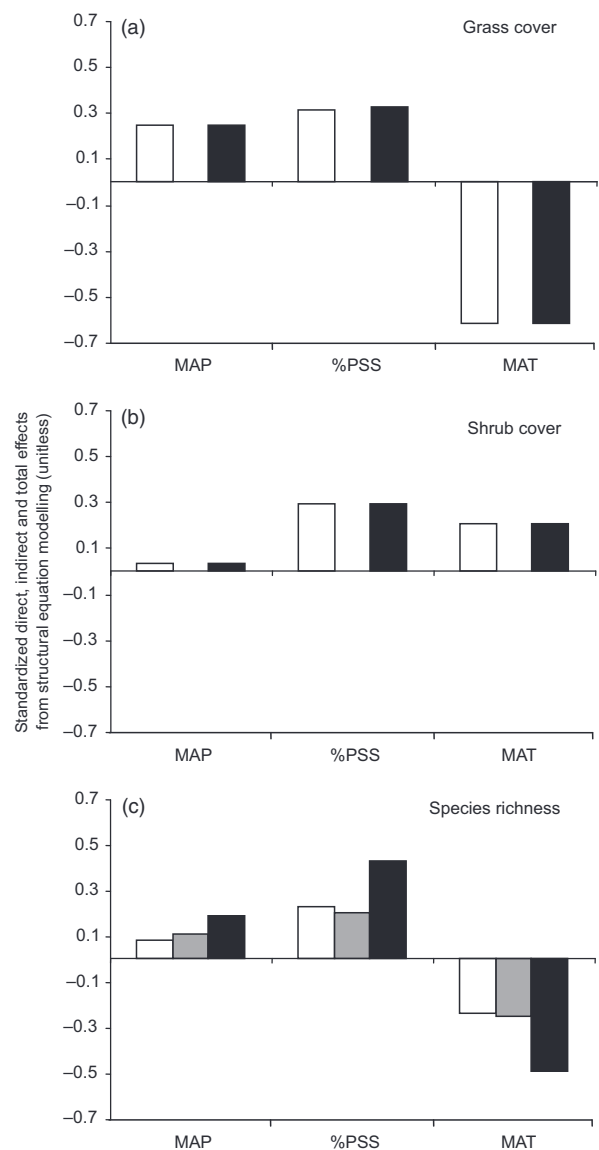 Standardized direct, indirect and total effects
from structural equation modelling (unitless)
(a)
Grass cover
0.7
0.5
0.3
0.1
–0.1
–0.3
–0.5
–0.7
MAP %PSS MAT
(b)
Shrub cover
0.7
0.5
0.3
0.1
–0.1
–0.3
–0.5
–0.7
MAP %PSS MAT
(c)
Species richness
0.7
0.5
0.3
0.1
–0.1
–0.3
–0.5
–0.7
MAP %PSS MAT